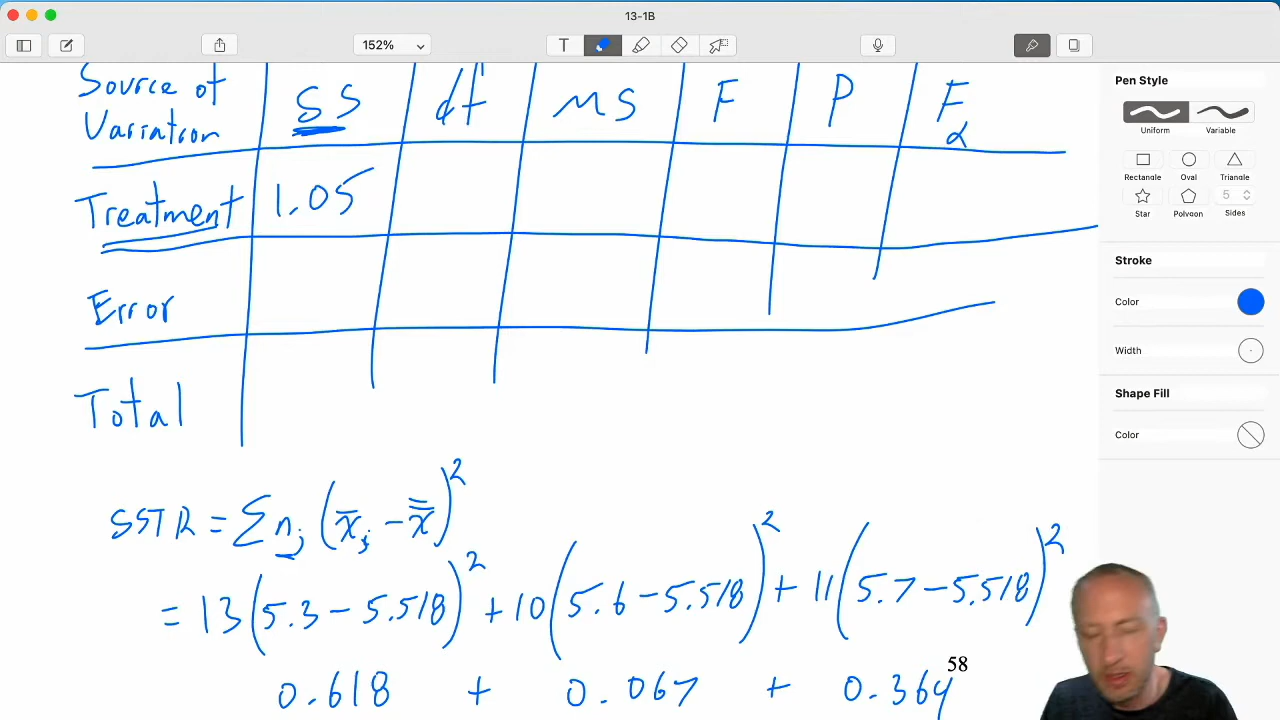 13-1B
152%
T
Pen Style
Uniform Variable
Rectangle Oval Triangle
Star Polygon 5 Sides
Stroke
Color
Width
Shape Fill
Color
Source of Variation SS df MS F P Fα
Treatment 1.05
Error
Total
SSTR = Σ nⱼ (x̄ⱼ - x̿)²
= 13(5.3 - 5.518)² + 10(5.6 - 5.518)² + 11(5.7 - 5.518)²
0.618 + 0.067 + 0.364
58